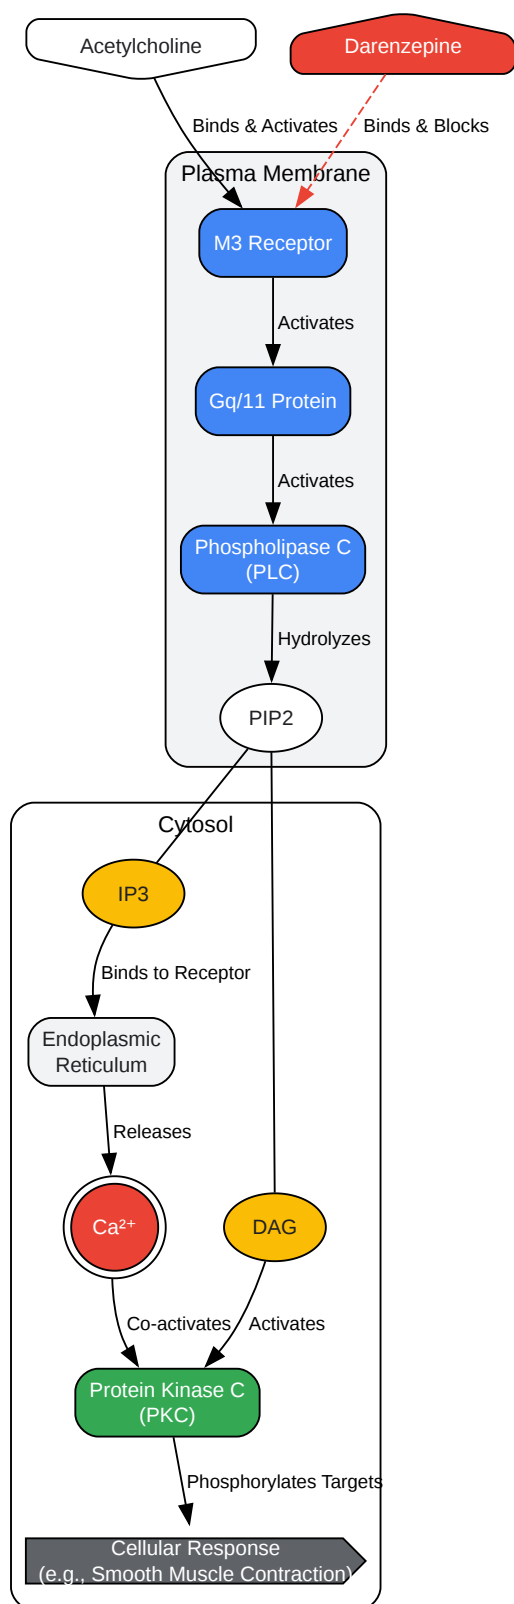 Acetylcholine
Darenzepine
Binds & Activates
Binds & Blocks
Plasma Membrane
M3 Receptor
Activates
Gq/11 Protein
Activates
Phospholipase C
(PLC)
Hydrolyzes
PIP2
Cytosol
IP3
Binds to Receptor
Endoplasmic
Reticulum
Releases
Ca²⁺
DAG
Co-activates
Activates
Protein Kinase C
(PKC)
Phosphorylates Targets
Cellular Response
(e.g., Smooth Muscle Contraction)